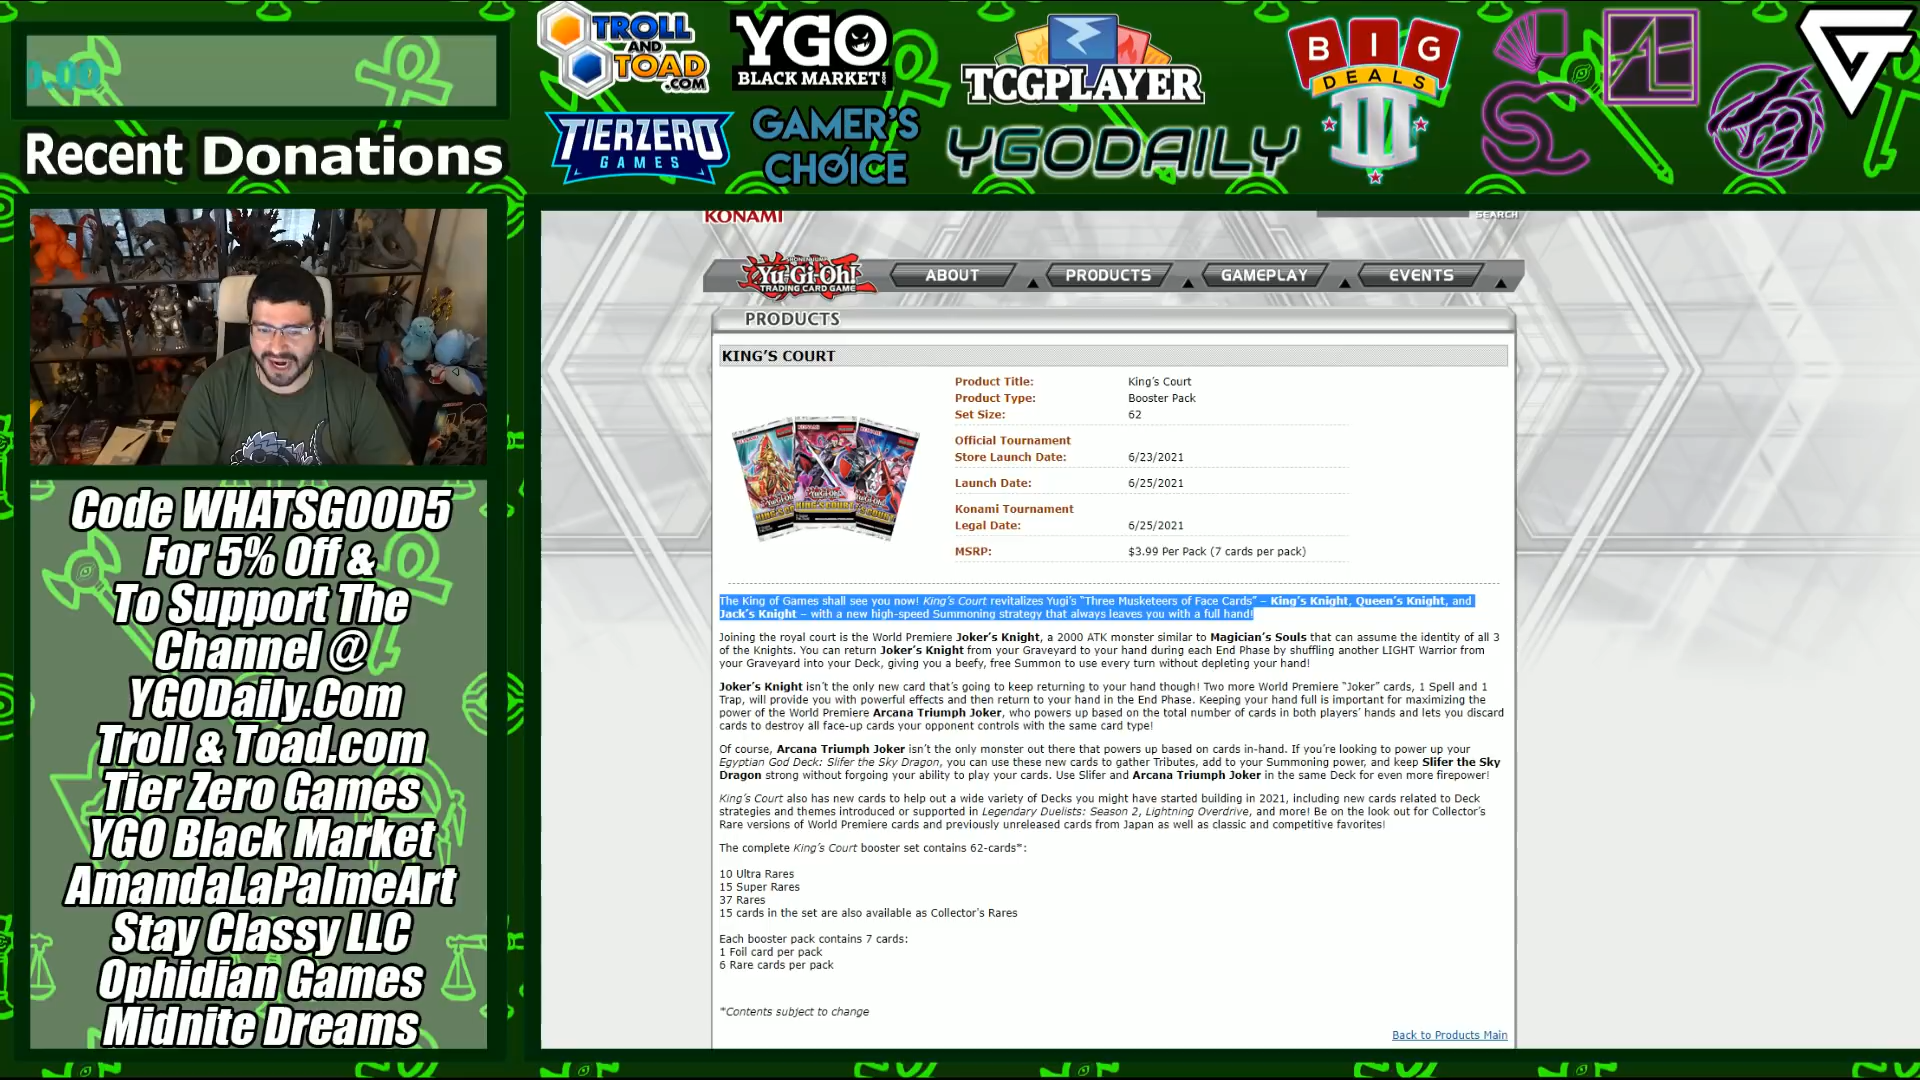 0.00
Recent Donations
TROLL
AND
TOAD
.COM
YGO
BLACK MARKET!
.COM
TCGPLAYER
BIG
DEALS
TIERZERO
GAMES
GAMER'S
CHOICE
YGODAILY
Code WHATSGOOD5
For 5% Off &
To Support The
Channel @
YGODaily.Com
Troll & Toad.com
Tier Zero Games
YGO Black Market
AmandaLaPalmeArt
Stay Classy LLC
Ophidian Games
Midnite Dreams
KONAMI
SEARCH
Yu-Gi-Oh!
TRADING CARD GAME
ABOUT
PRODUCTS
GAMEPLAY
EVENTS
PRODUCTS
KING'S COURT
Product Title: King's Court
Product Type: Booster Pack
Set Size: 62
Official Tournament
Store Launch Date: 6/23/2021
Launch Date: 6/25/2021
Konami Tournament
Legal Date: 6/25/2021
MSRP: $3.99 Per Pack (7 cards per pack)
The King of Games shall see you now! King's Court revitalizes Yugi's "Three Musketeers of Face Cards" – King's Knight, Queen's Knight, and
Jack's Knight – with a new high-speed Summoning strategy that always leaves you with a full hand!
Joining the royal court is the World Premiere Joker's Knight, a 2000 ATK monster similar to Magician's Souls that can assume the identity of all 3
of the Knights. You can return Joker's Knight from your Graveyard to your hand during each End Phase by shuffling another LIGHT Warrior from
your Graveyard into your Deck, giving you a beefy, free Summon to use every turn without depleting your hand!
Joker's Knight isn't the only new card that's going to keep returning to your hand though! Two more World Premiere "Joker" cards, 1 Spell and 1
Trap, will provide you with powerful effects and then return to your hand in the End Phase. Keeping your hand full is important for maximizing the
power of the World Premiere Arcana Triumph Joker, who powers up based on the total number of cards in both players' hands and lets you discard
cards to destroy all face-up cards your opponent controls with the same card type!
Of course, Arcana Triumph Joker isn't the only monster out there that powers up based on cards in-hand. If you're looking to power up your
Egyptian God Deck: Slifer the Sky Dragon, you can use these new cards to gather Tributes, add to your Summoning power, and keep Slifer the Sky
Dragon strong without forgoing your ability to play your cards. Use Slifer and Arcana Triumph Joker in the same Deck for even more firepower!
King's Court also has new cards to help out a wide variety of Decks you might have started building in 2021, including new cards related to Deck
strategies and themes introduced or supported in Legendary Duelists: Season 2, Lightning Overdrive, and more! Be on the look out for Collector's
Rare versions of World Premiere cards and previously unreleased cards from Japan as well as classic and competitive favorites!
The complete King's Court booster set contains 62-cards*:
10 Ultra Rares
15 Super Rares
37 Rares
15 cards in the set are also available as Collector's Rares
Each booster pack contains 7 cards:
1 Foil card per pack
6 Rare cards per pack
*Contents subject to change
Back to Products Main